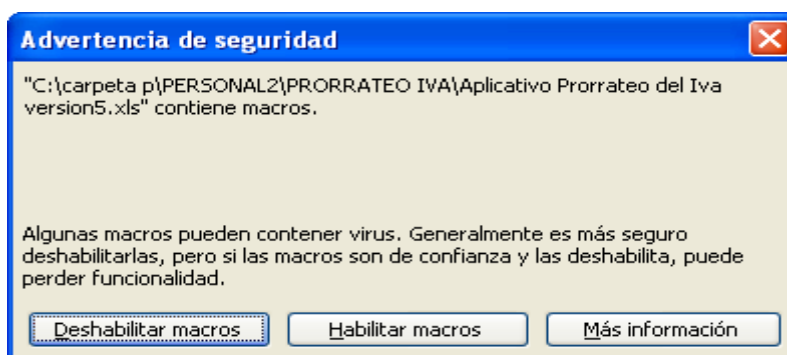 Advertencia de seguridad
"C:\carpeta p\PERSONAL2\PRORRATEO IVA\Aplicativo Prorrateo del Iva
version5.xls" contiene macros.
Algunas macros pueden contener virus. Generalmente es más seguro
deshabilitarlas, pero si las macros son de confianza y las deshabilita, puede
perder funcionalidad.
Deshabilitar macros Habilitar macros Más información